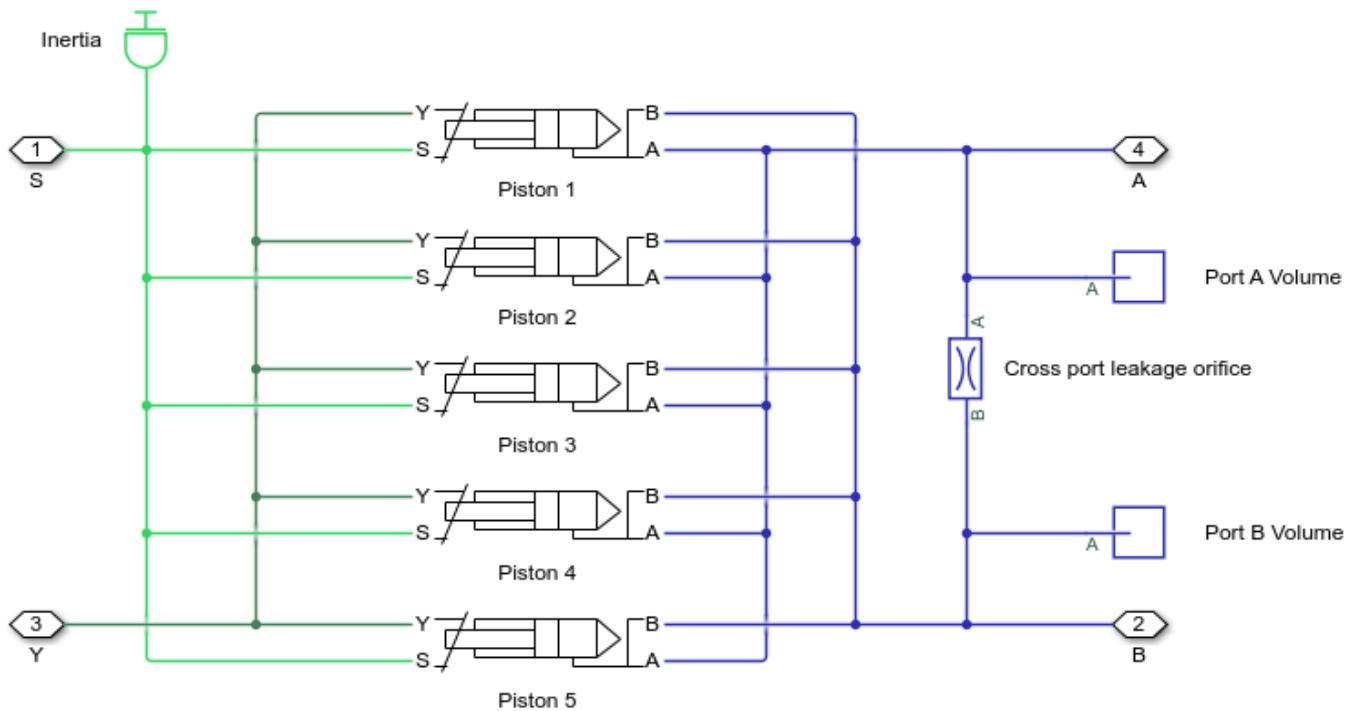 Inertia
Y
B
1
S
A
4
S
A
Piston 1
Y
B
S
A
A
Port A Volume
Piston 2
A
Y
B
Cross port leakage orifice
S
A
B
Piston 3
Y
B
S
A
A
Port B Volume
Piston 4
3
Y
B
2
Y
S
A
B
Piston 5